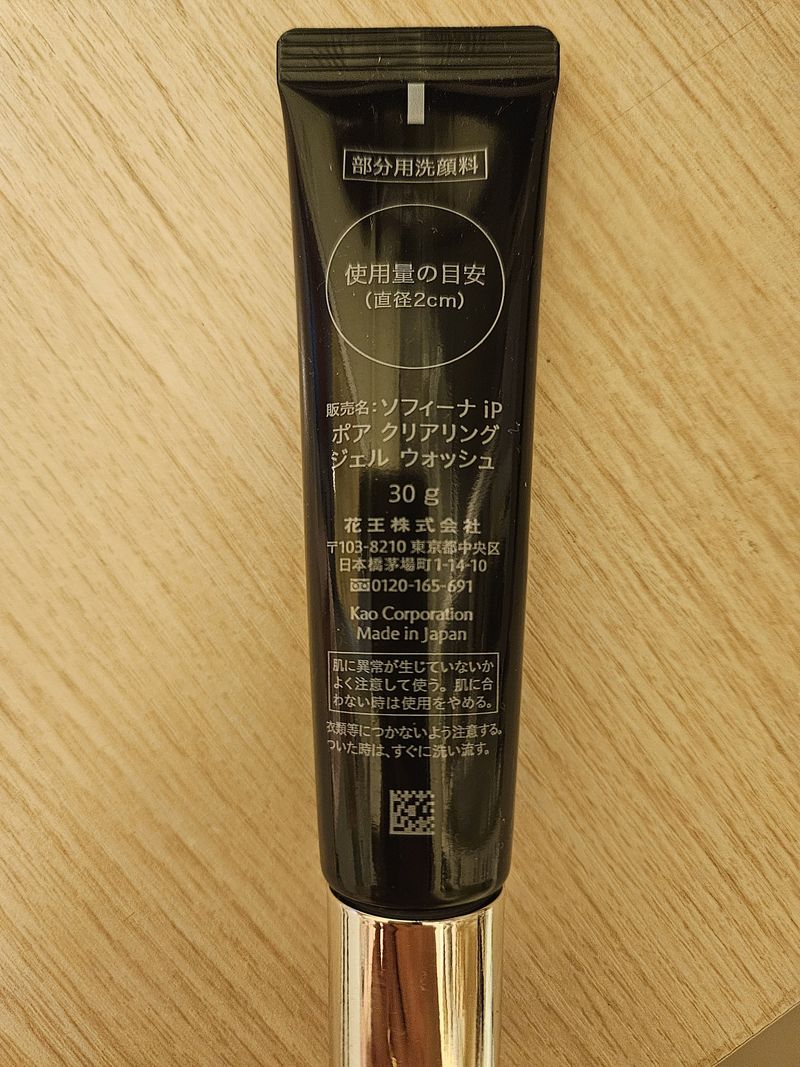 部分用洗顔料
使用量の目安
(直径2cm)
販売名:ソフィーナ iP
ポア クリアリング
ジェル ウォッシュ
30 g
花王株式会社
〒103-8210 東京都中央区
日本橋茅場町1-14-10
0120-165-691
Kao Corporation
Made in Japan
肌に異常が生じていないか
よく注意して使う。肌に合
わない時は使用をやめる。
衣類等につかないよう注意する。
ついた時は、すぐに洗い流す。